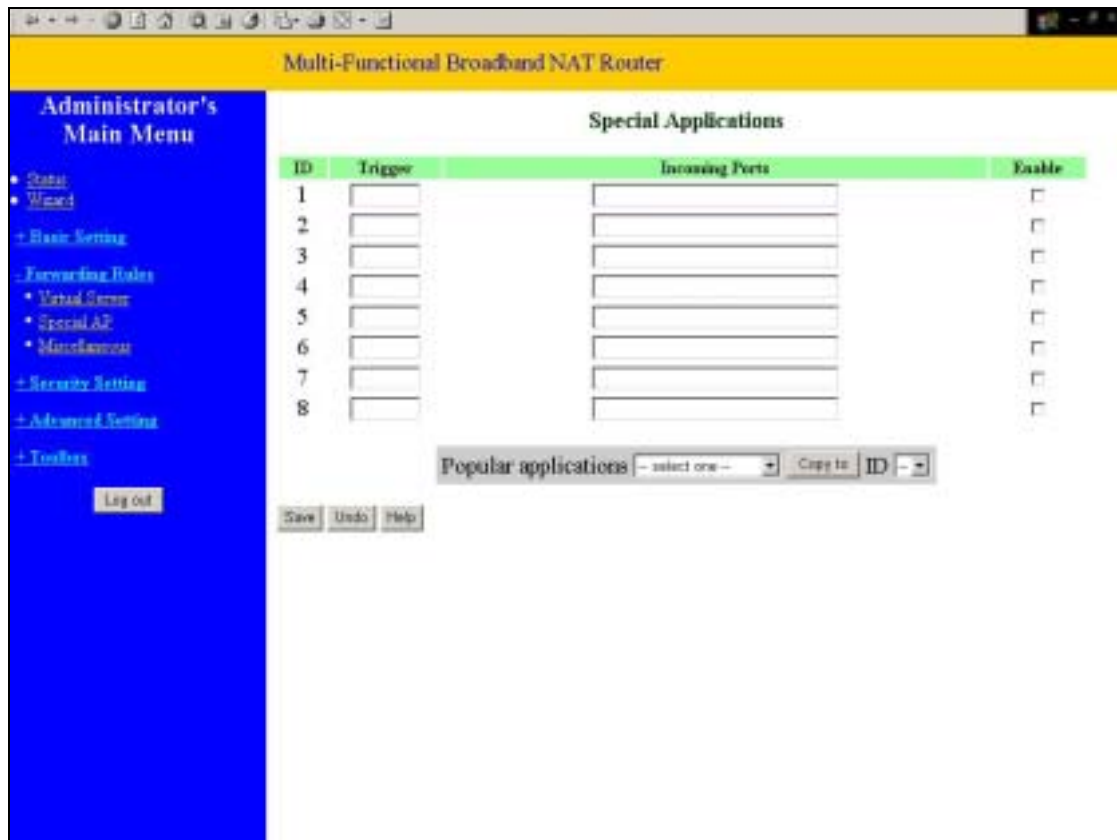 Multi-Functional Broadband NAT Router
Administrator's
Main Menu
Status
Wizard
+ Basic Setting
- Forwarding Rules
Virtual Server
Special AP
Miscellaneous
+ Security Setting
+ Advanced Setting
+ Toolbox
Log out
Special Applications
ID Trigger Incoming Ports Enable
1
2
3
4
5
6
7
8
Popular applications -- select one -- Copy to ID --
Save Undo Help